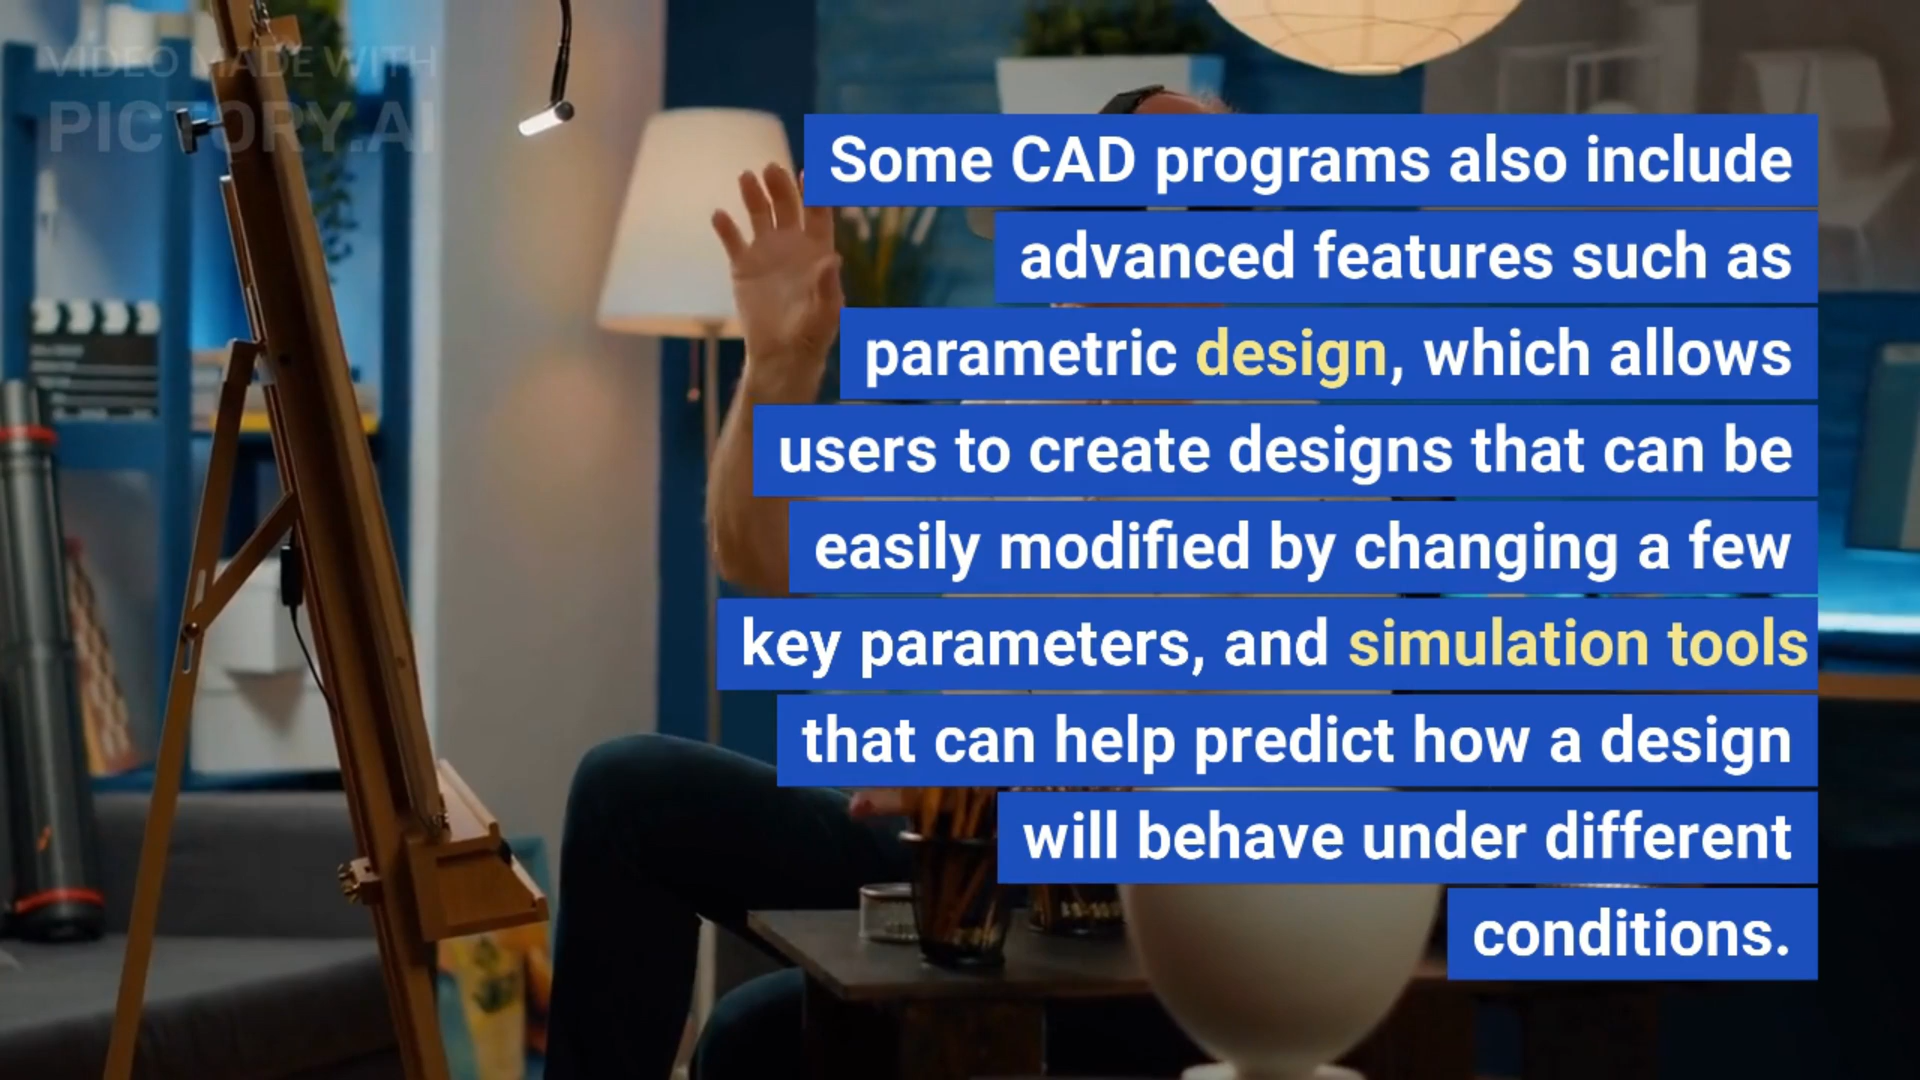 VIDEO MADE WITH
PICTORY.AI
Some CAD programs also include
advanced features such as
parametric design, which allows
users to create designs that can be
easily modified by changing a few
key parameters, and simulation tools
that can help predict how a design
will behave under different
conditions.